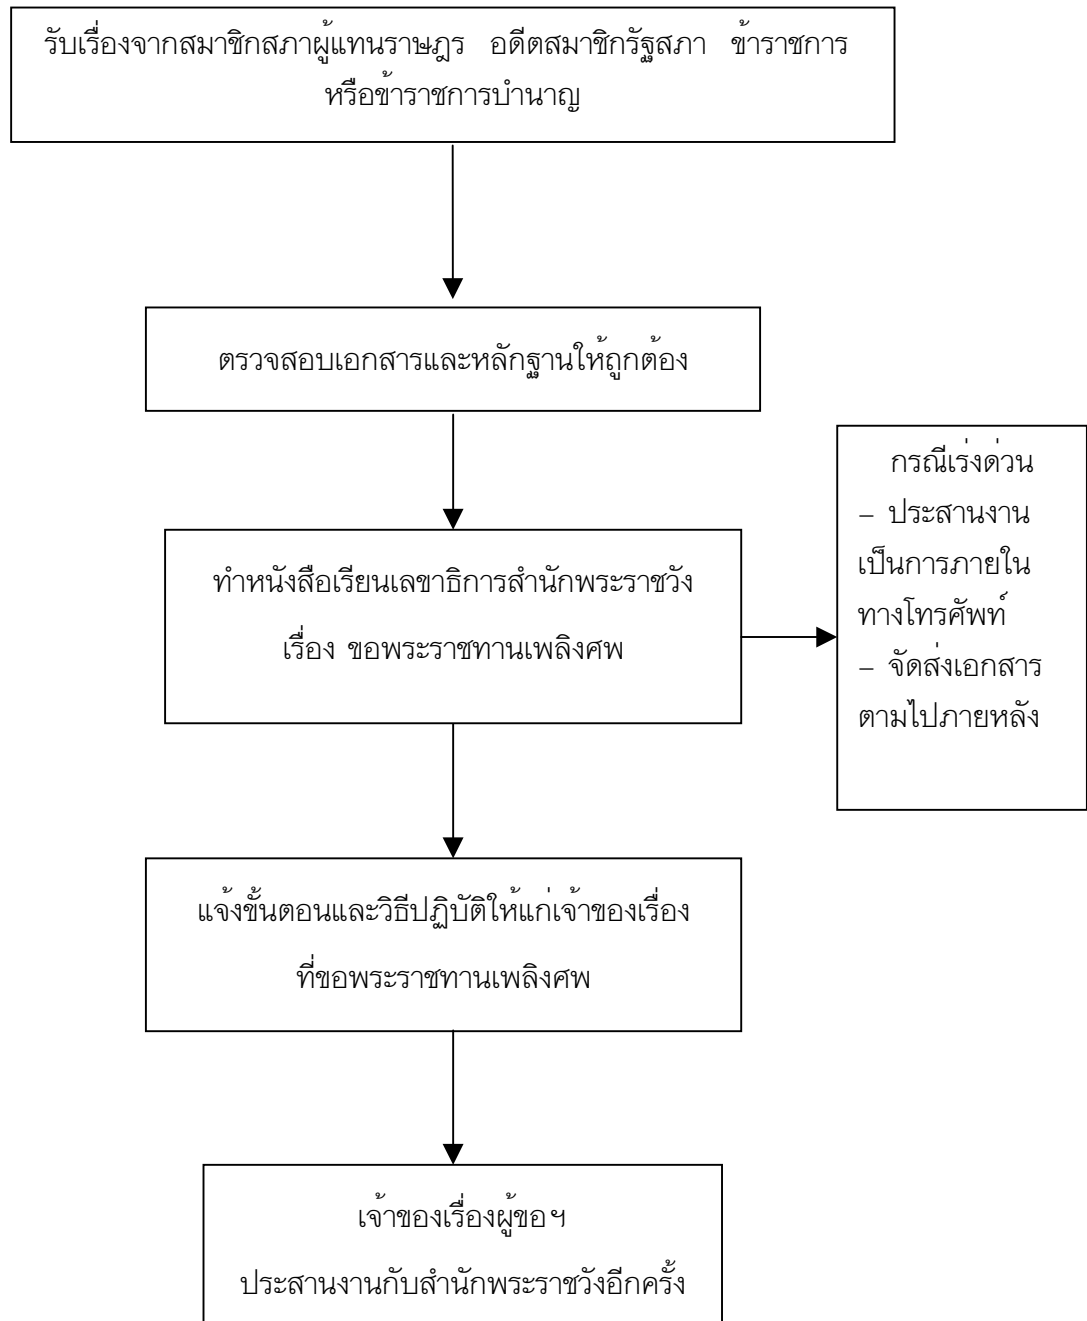 รับเรื่องจากสมาชิกสภาผู้แทนราษฎร อดีตสมาชิกรัฐสภา ข้าราชการ
หรือข้าราชการบำนาญ
ตรวจสอบเอกสารและหลักฐานให้ถูกต้อง
ทำหนังสือเรียนเลขาธิการสำนักพระราชวัง
เรื่อง ขอพระราชทานเพลิงศพ
กรณีเร่งด่วน
– ประสานงาน
เป็นการภายใน
ทางโทรศัพท์
– จัดส่งเอกสาร
ตามไปภายหลัง
แจ้งขั้นตอนและวิธีปฏิบัติให้แก่เจ้าของเรื่อง
ที่ขอพระราชทานเพลิงศพ
เจ้าของเรื่องผู้ขอฯ
ประสานงานกับสำนักพระราชวังอีกครั้ง